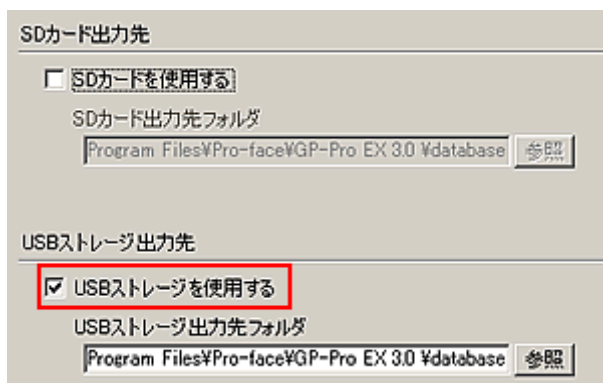 SDカード出力先
SDカードを使用する
SDカード出力先フォルダ
Program Files¥Pro-face¥GP-Pro EX 3.0 ¥database 参照
USBストレージ出力先
USBストレージを使用する
USBストレージ出力先フォルダ
Program Files¥Pro-face¥GP-Pro EX 3.0 ¥database 参照